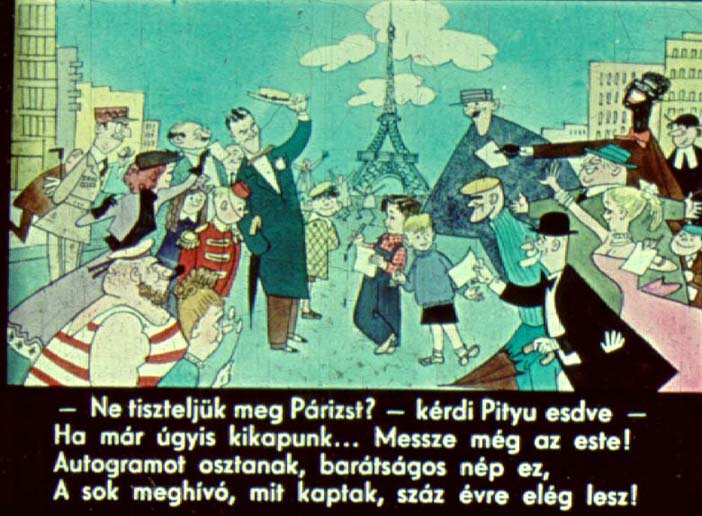 — Ne tiszteljük meg Párizst? — kérdi Pityu esdve —
Ha már úgyis kikapunk... Messze még az este!
Autogramot osztanak, barátságos nép ez,
A sok meghívó, mit kaptak, száz évre elég lesz!